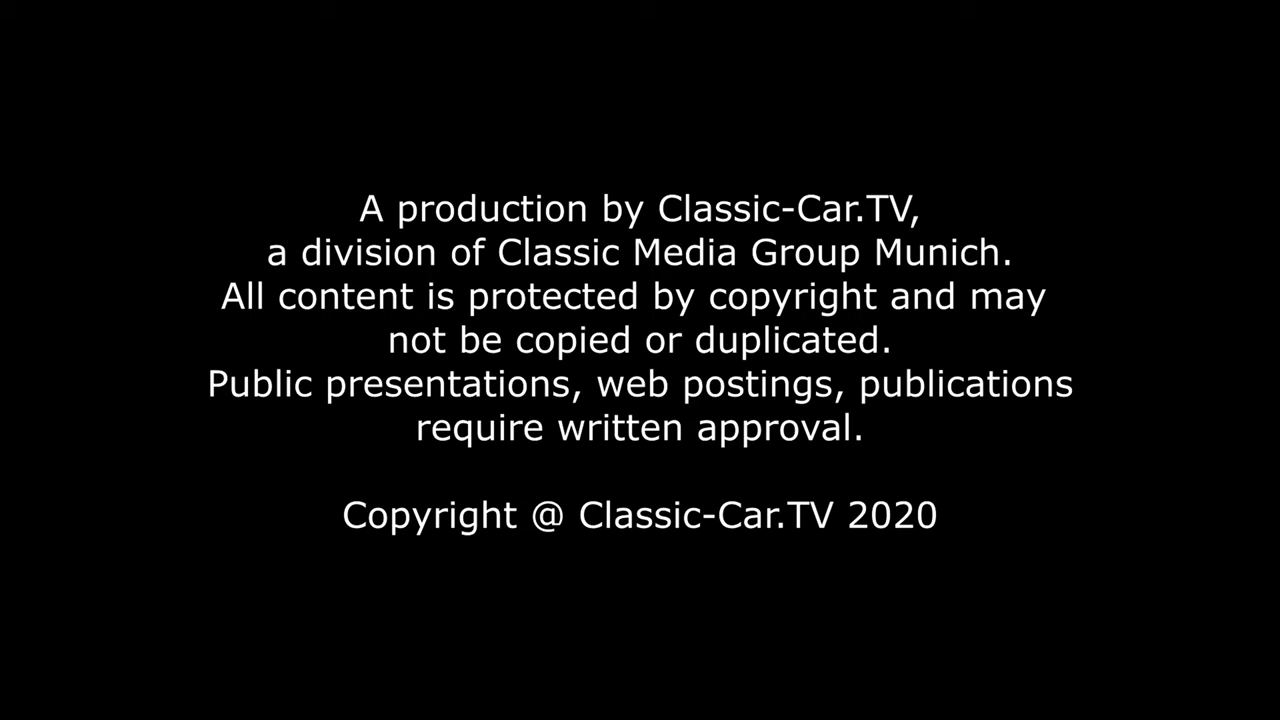 A production by Classic-Car.TV,
a division of Classic Media Group Munich.
All content is protected by copyright and may
not be copied or duplicated.
Public presentations, web postings, publications
require written approval.
Copyright @ Classic-Car.TV 2020